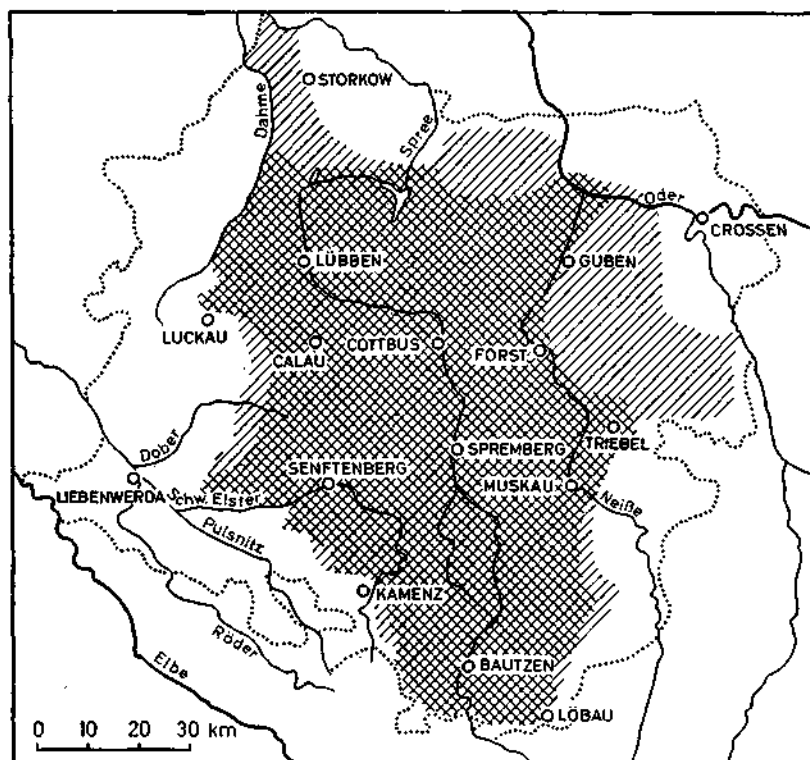 STORKOW
Dahme
Spree
Oder
CROSSEN
LÜBBEN
GUBEN
LUCKAU
CALAU
COTTBUS
FORST
Dober
TRIEBEL
SPREMBERG
SENFTENBERG
LIEBENWERDA
MUSKAU
Schw. Elster
Neiße
Pulsnitz
KAMENZ
Röder
Elbe
BAUTZEN
LÖBAU
0 10 20 30 km